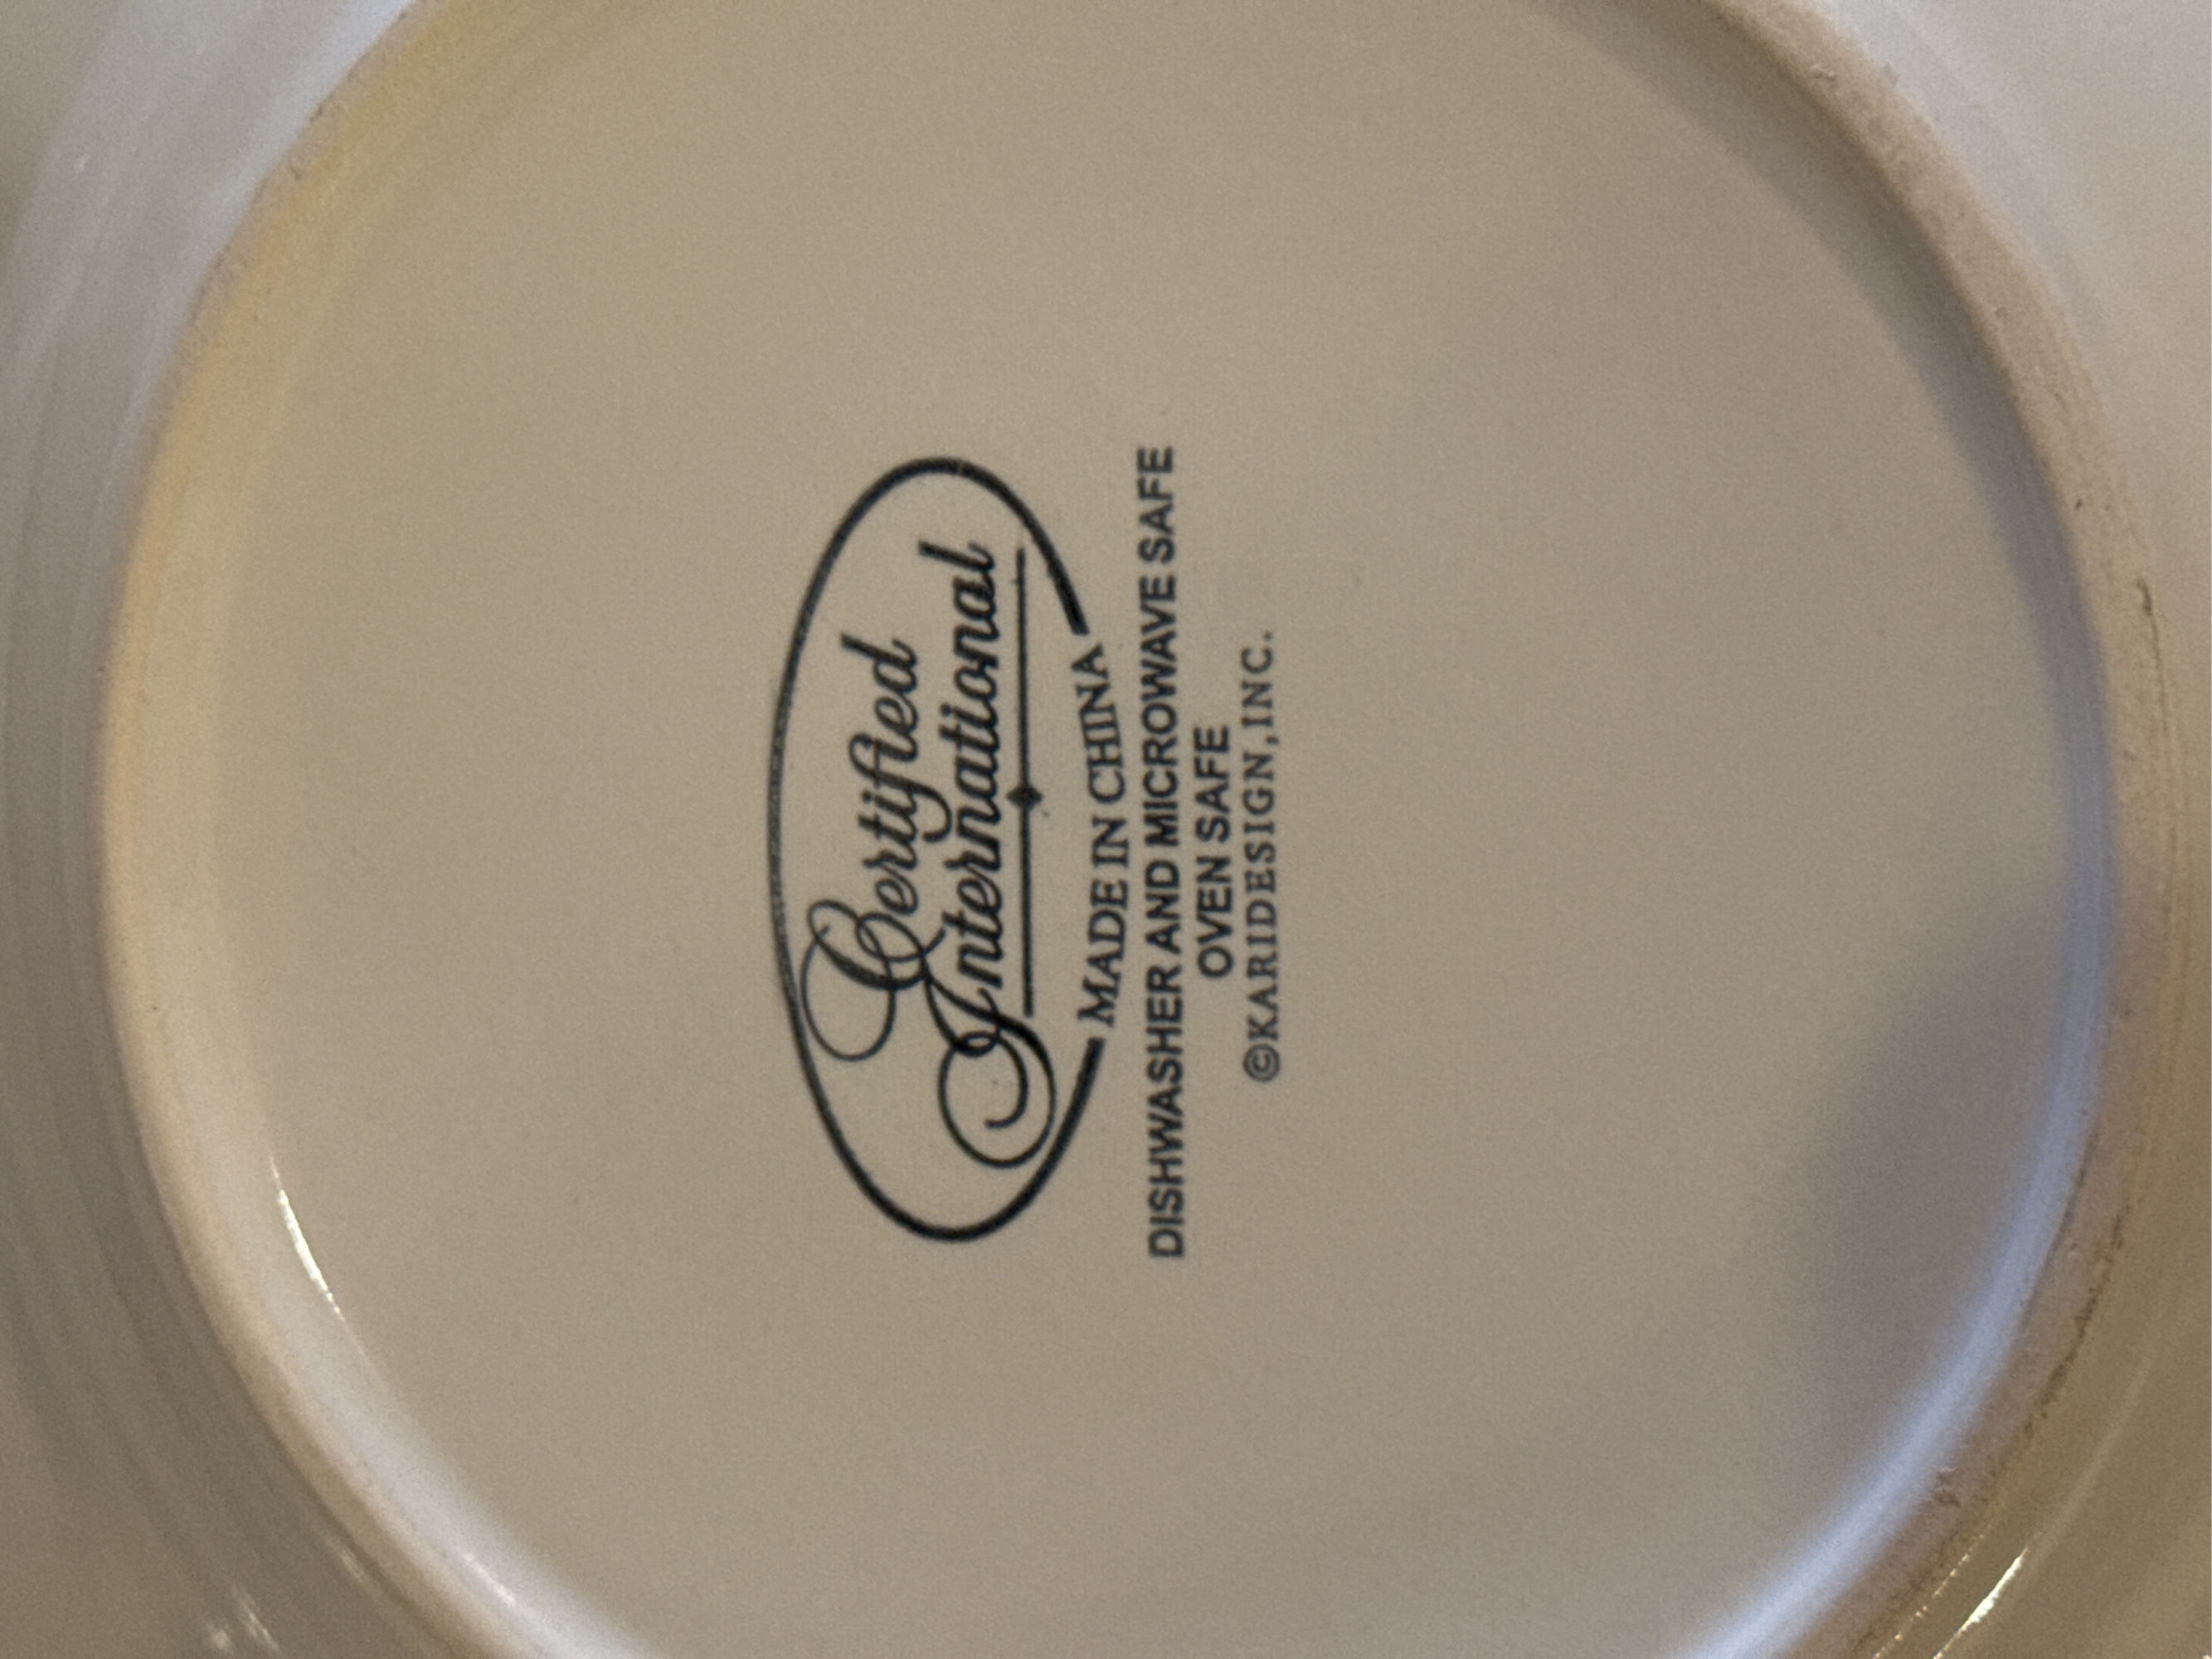 Certified
International
MADE IN CHINA
DISHWASHER AND MICROWAVE SAFE
OVEN SAFE
©KARIDESIGN,INC.